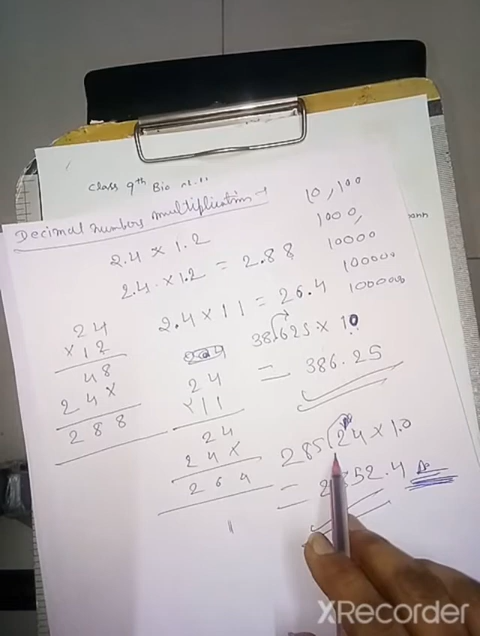 Class 9th Bio
Decimal numbers multiplication
2.4 × 1.2
2.4 × 1.2 = 2.88
2.4 × 11 = 26.4
10, 100
1000,
10000
100000
1000000
24
×12
48
24×
288
24
×11
24
24×
264
38.625 × 10
= 386.25
285.24 × 10
= 2852.4
XRecorder